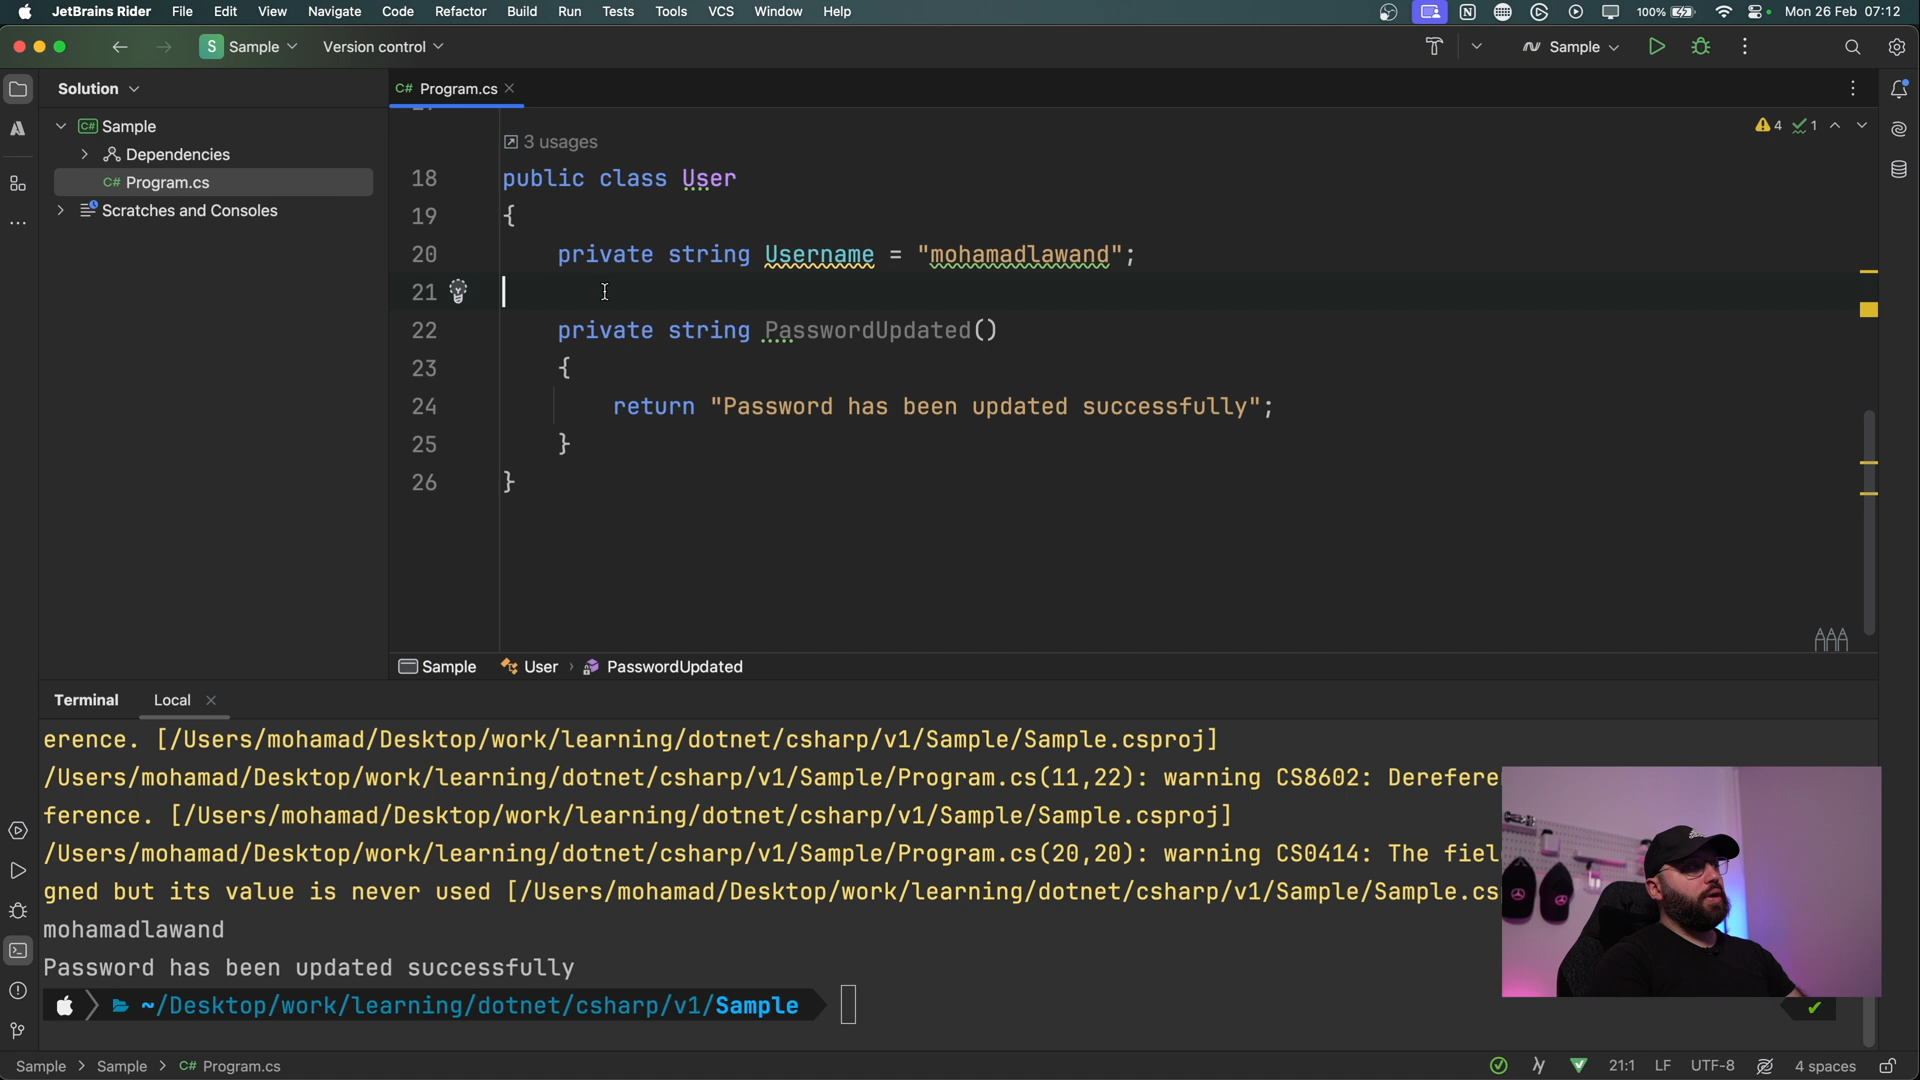 JetBrains Rider File Edit View Navigate Code Refactor Build Run Tests Tools VCS Window Help 100% Mon 26 Feb 07:12
S Sample Version control Sample
Solution
C# Program.cs
C# Sample
Dependencies
C# Program.cs
Scratches and Consoles
4 1
3 usages
18 public class User
19 {
20 private string Username = "mohamadlawand";
21
22 private string PasswordUpdated()
23 {
24 return "Password has been updated successfully";
25 }
26 }
Sample User PasswordUpdated
Terminal Local
erence. [/Users/mohamad/Desktop/work/learning/dotnet/csharp/v1/Sample/Sample.csproj]
/Users/mohamad/Desktop/work/learning/dotnet/csharp/v1/Sample/Program.cs(11,22): warning CS8602: Derefere
ference. [/Users/mohamad/Desktop/work/learning/dotnet/csharp/v1/Sample/Sample.csproj]
/Users/mohamad/Desktop/work/learning/dotnet/csharp/v1/Sample/Program.cs(20,20): warning CS0414: The fiel
gned but its value is never used [/Users/mohamad/Desktop/work/learning/dotnet/csharp/v1/Sample/Sample.cs
mohamadlawand
Password has been updated successfully
~/Desktop/work/learning/dotnet/csharp/v1/Sample
Sample > Sample > C# Program.cs 21:1 LF UTF-8 4 spaces